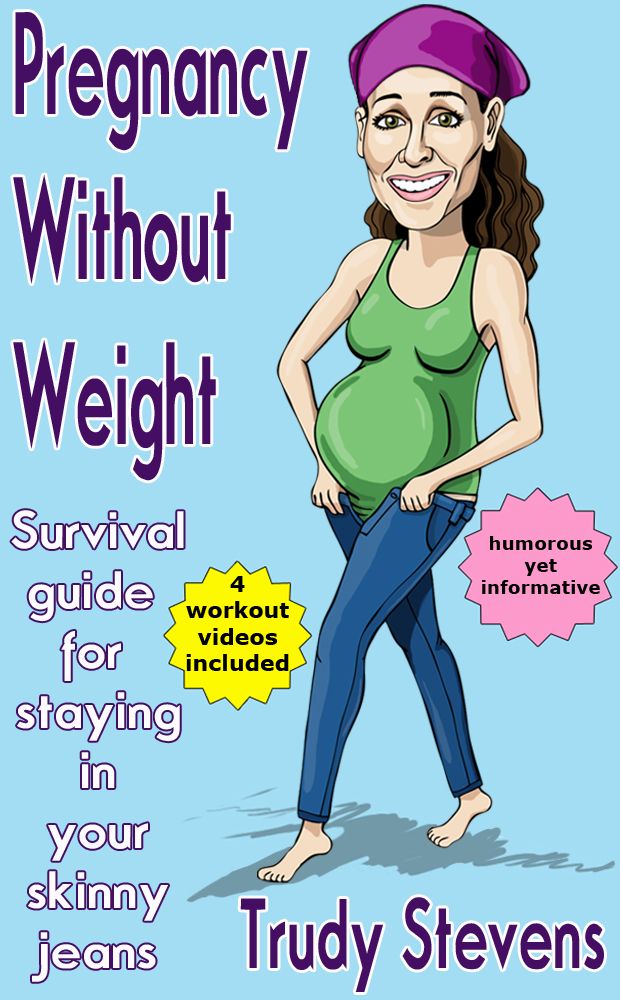 Pregnancy
Without
Weight
Survival
guide
for
staying
in
your
skinny
jeans
4
workout
videos
included
humorous
yet
informative
Trudy Stevens